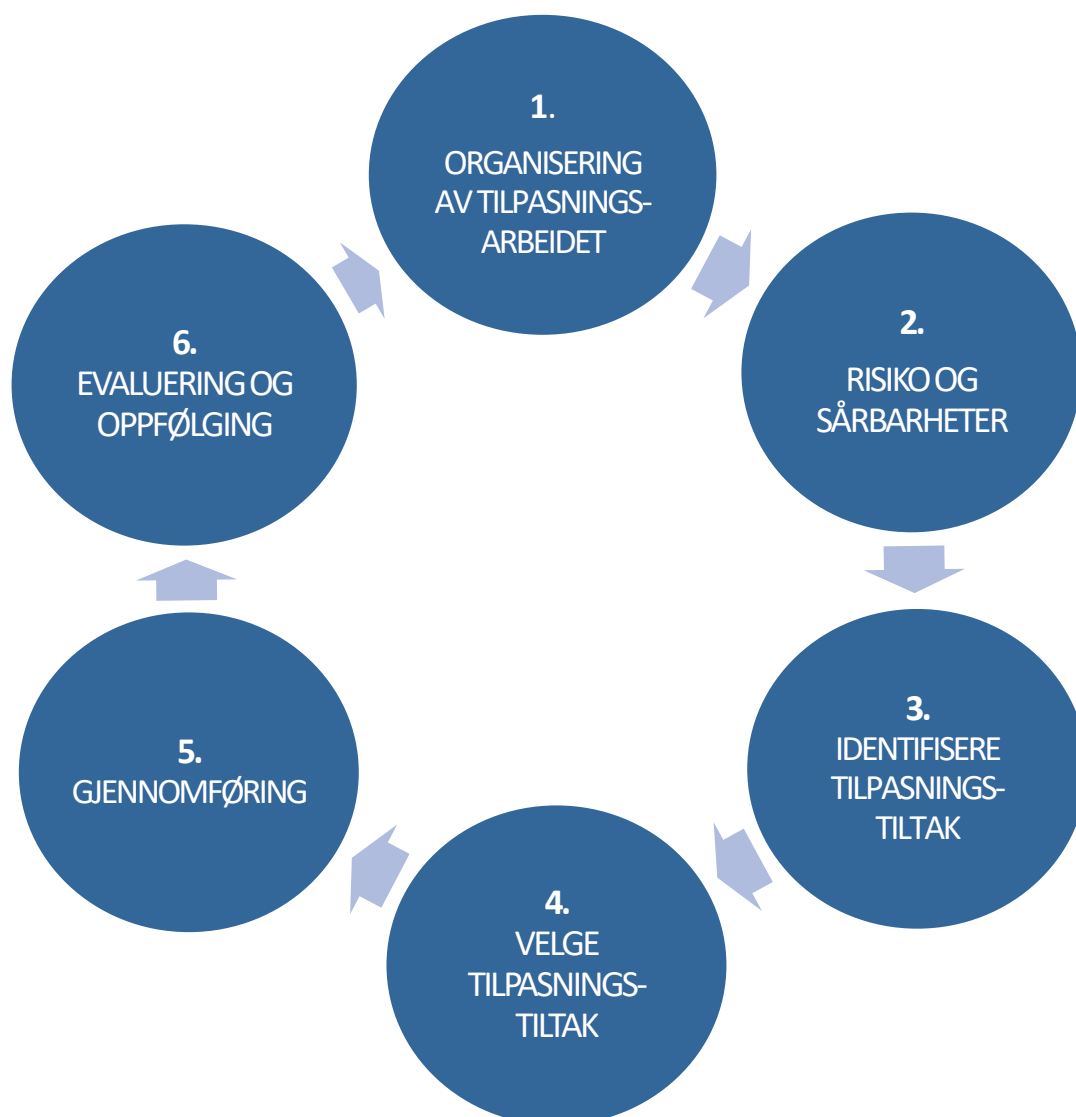 1.
ORGANISERING
AV TILPASNINGS-
ARBEIDET
2.
RISIKO OG
SÅRBARHETER
3.
IDENTIFISERE
TILPASNINGS-
TILTAK
4.
VELGE
TILPASNINGS-
TILTAK
5.
GJENNOMFØRING
6.
EVALUERING OG
OPPFØLGING